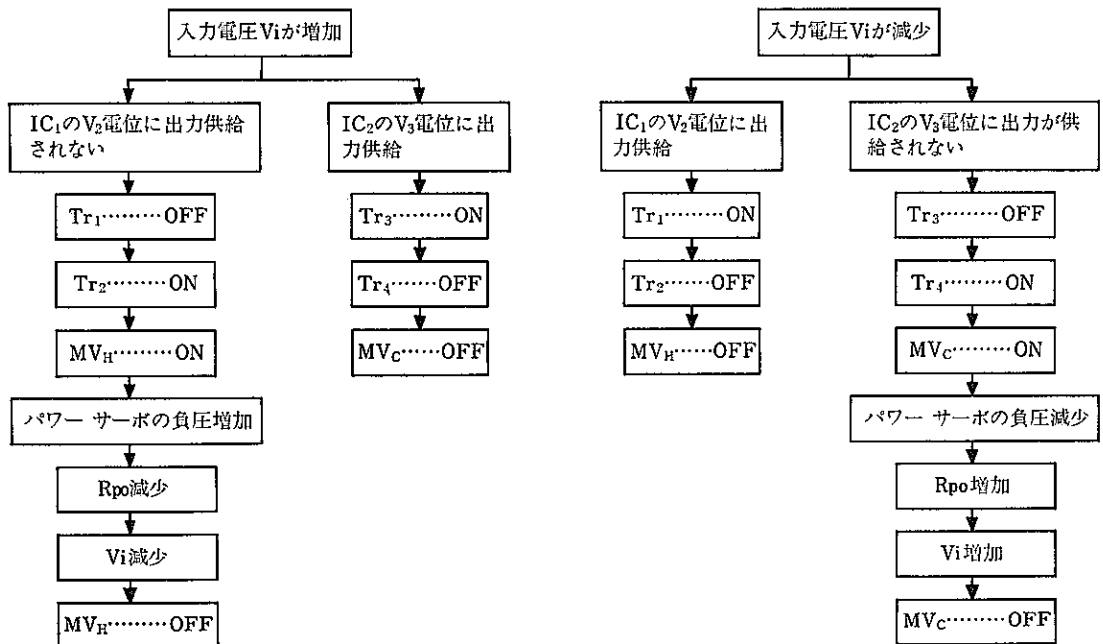 入力電圧Viが増加
IC₁のV₂電位に出力供給
されない
Tr₁………OFF
Tr₂………ON
MV_H………ON
パワー サーボの負圧増加
Rpo減少
Vi減少
MV_H………OFF
IC₂のV₃電位に出
力供給
Tr₃………ON
Tr₄……OFF
MV_C……OFF
入力電圧Viが減少
IC₁のV₂電位に出
力供給
Tr₁………ON
Tr₂………OFF
MV_H……OFF
IC₂のV₃電位に出力が供
給されない
Tr₃………OFF
Tr₄………ON
MV_C………ON
パワー サーボの負圧減少
Rpo増加
Vi増加
MV_C………OFF